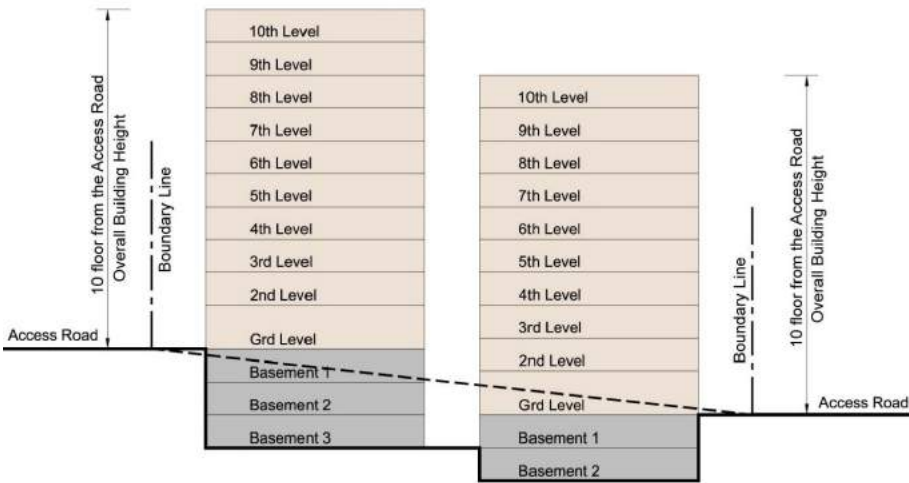 10 floor from the Access Road
Overall Building Height
Boundary Line
Access Road
10th Level
9th Level
8th Level
7th Level
6th Level
5th Level
4th Level
3rd Level
2nd Level
Grd Level
Basement 1
Basement 2
Basement 3
10th Level
9th Level
8th Level
7th Level
6th Level
5th Level
4th Level
3rd Level
2nd Level
Grd Level
Basement 1
Basement 2
Boundary Line
10 floor from the Access Road
Overall Building Height
Access Road